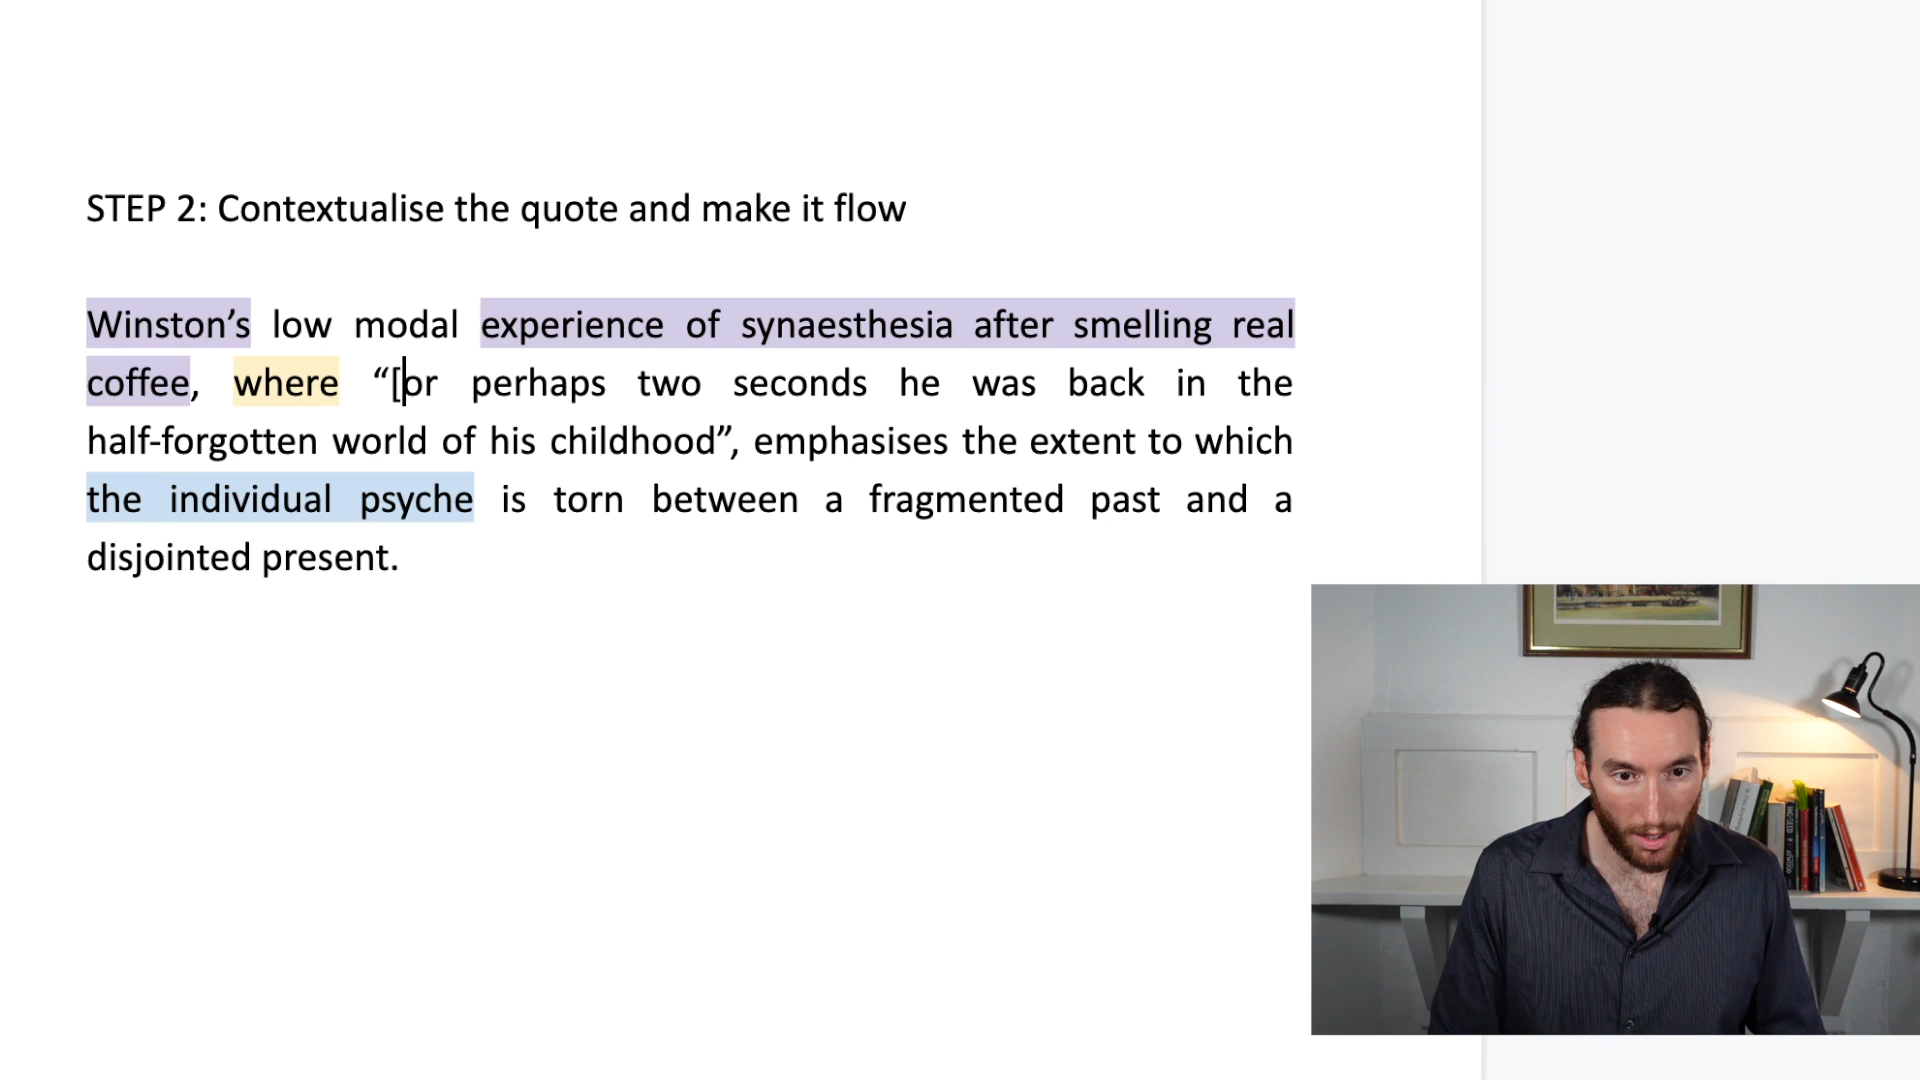 STEP 2: Contextualise the quote and make it flow
Winston’s low modal experience of synaesthesia after smelling real
coffee, where “[or perhaps two seconds he was back in the
half-forgotten world of his childhood”, emphasises the extent to which
the individual psyche is torn between a fragmented past and a
disjointed present.